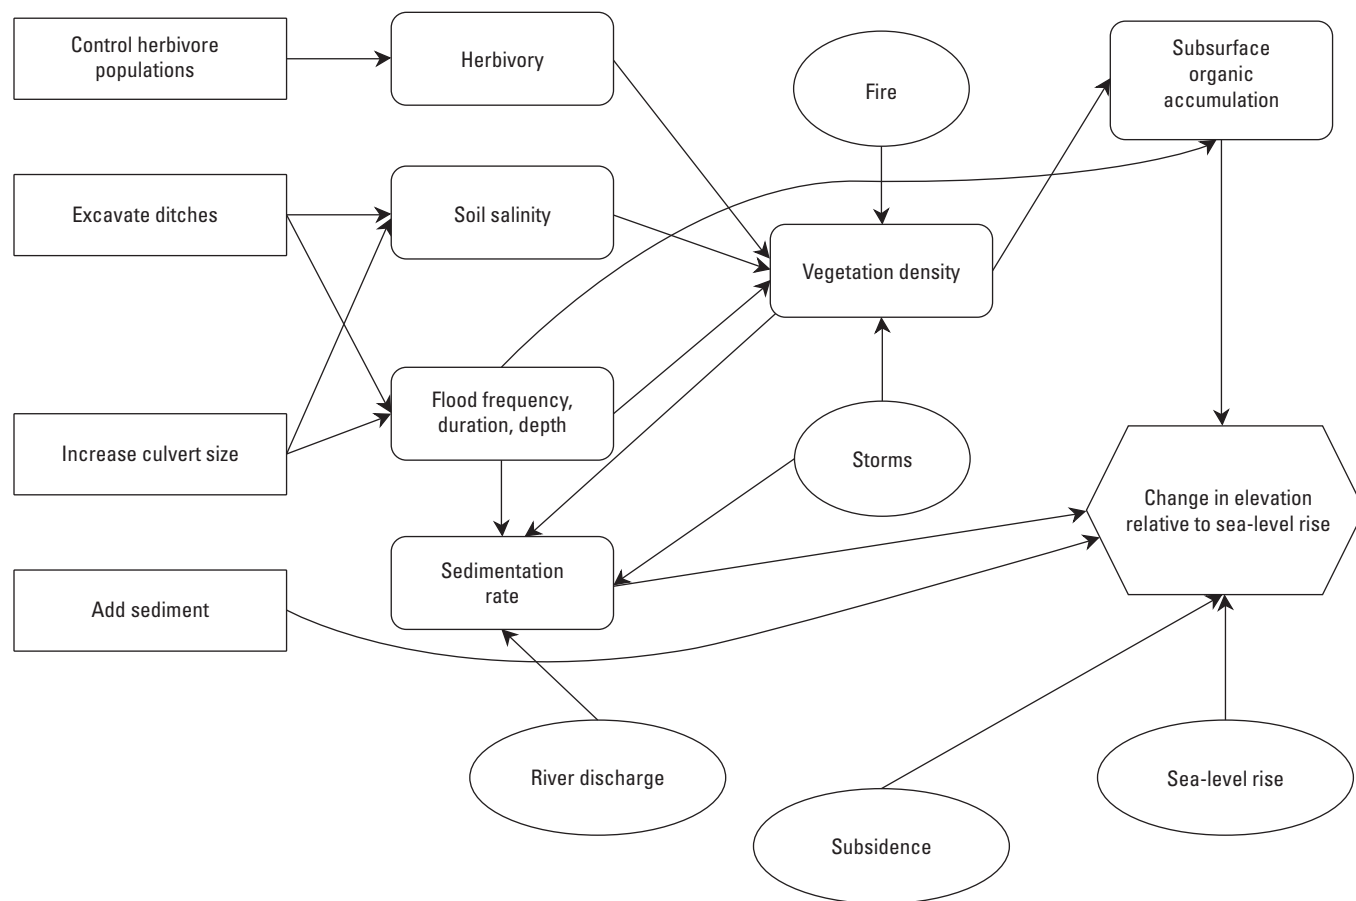 Control herbivore
populations
Herbivory
Fire
Subsurface
organic
accumulation
Excavate ditches
Soil salinity
Vegetation density
Increase culvert size
Flood frequency,
duration, depth
Storms
Change in elevation
relative to sea-level rise
Add sediment
Sedimentation
rate
River discharge
Subsidence
Sea-level rise